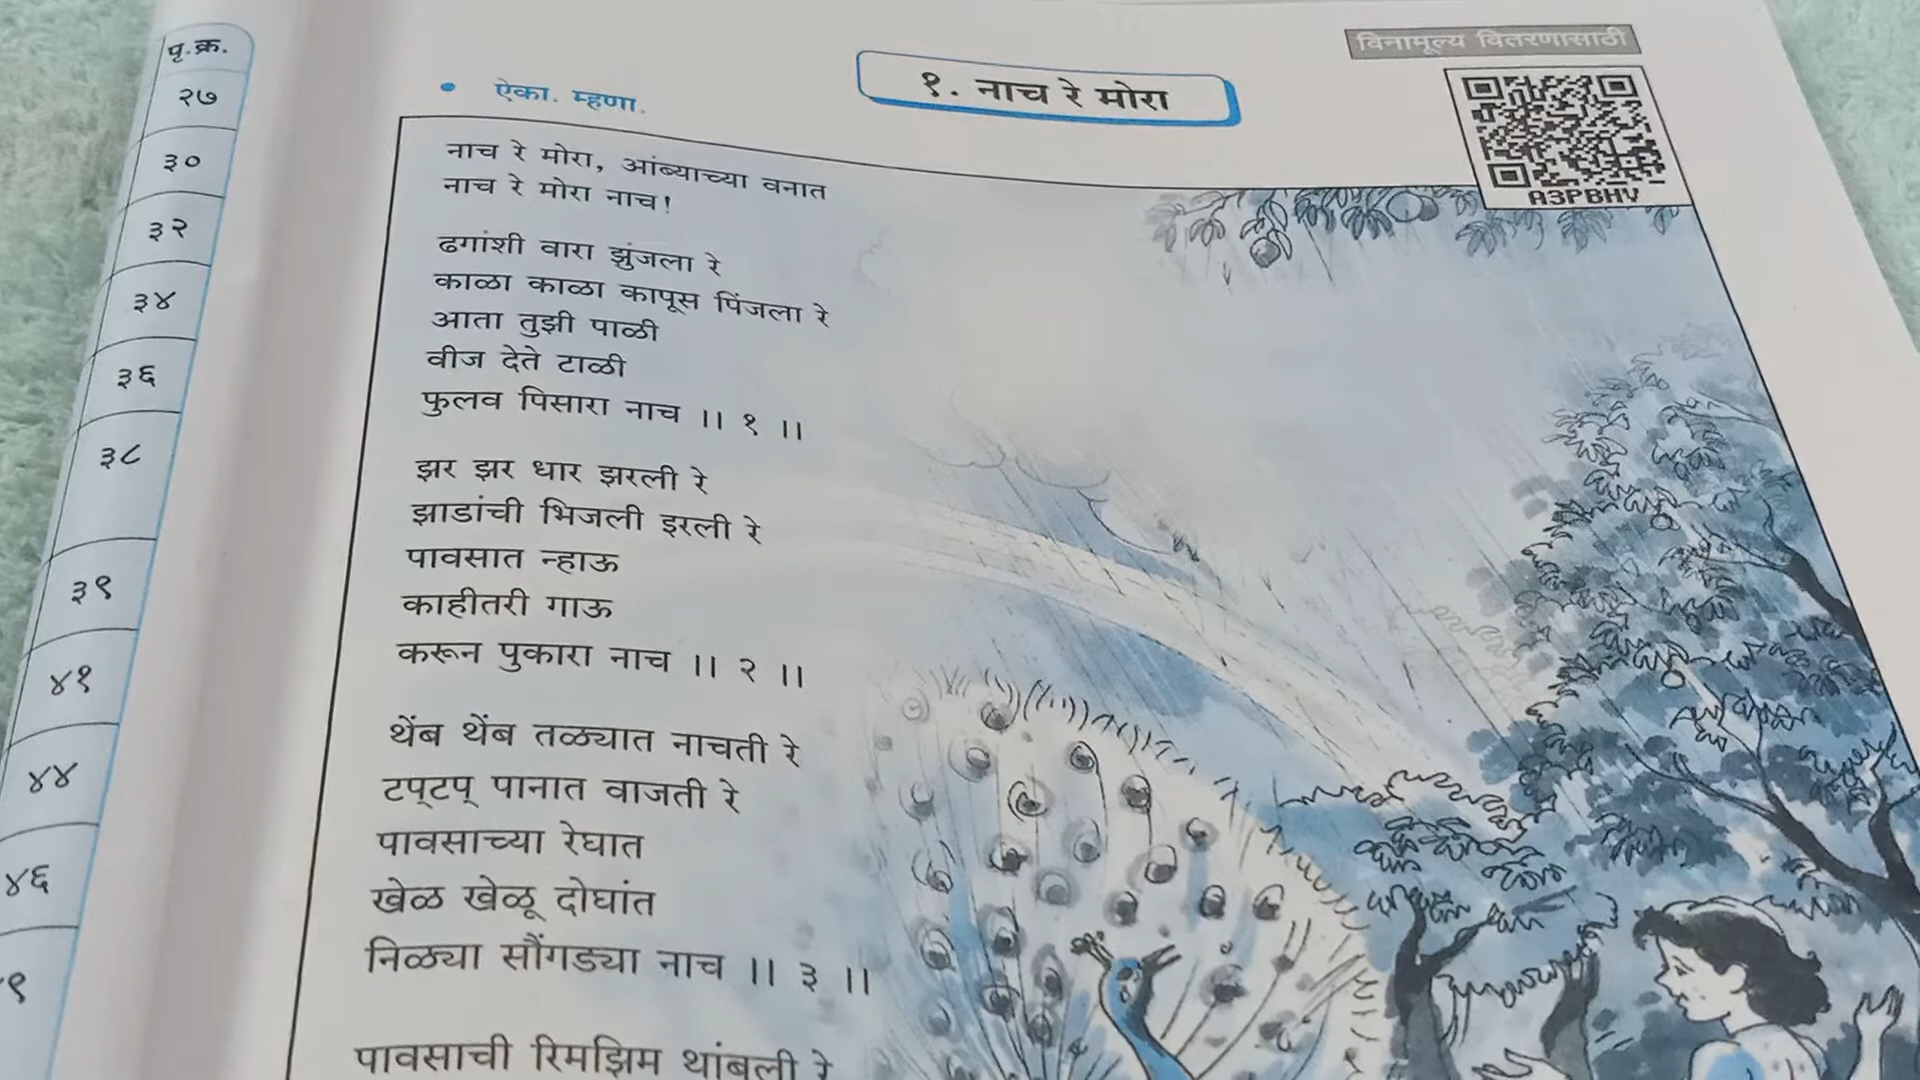 पृ.क्र.
२७
३०
३२
३४
३६
३८
३९
४१
४४
४६
९
विनामूल्य वितरणासाठी
१. नाच रे मोरा
• ऐका. म्हणा.
A3PBHV
नाच रे मोरा, आंब्याच्या वनात
नाच रे मोरा नाच!
ढगांशी वारा झुंजला रे
काळा काळा कापूस पिंजला रे
आता तुझी पाळी
वीज देते टाळी
फुलव पिसारा नाच ।। १ ।।
झर झर धार झरली रे
झाडांची भिजली इरली रे
पावसात न्हाऊ
काहीतरी गाऊ
करून पुकारा नाच ।। २ ।।
थेंब थेंब तळ्यात नाचती रे
टप्‌टप् पानात वाजती रे
पावसाच्या रेघात
खेळ खेळू दोघांत
निळ्या सौंगड्या नाच ।। ३ ।।
पावसाची रिमझिम थांबली रे